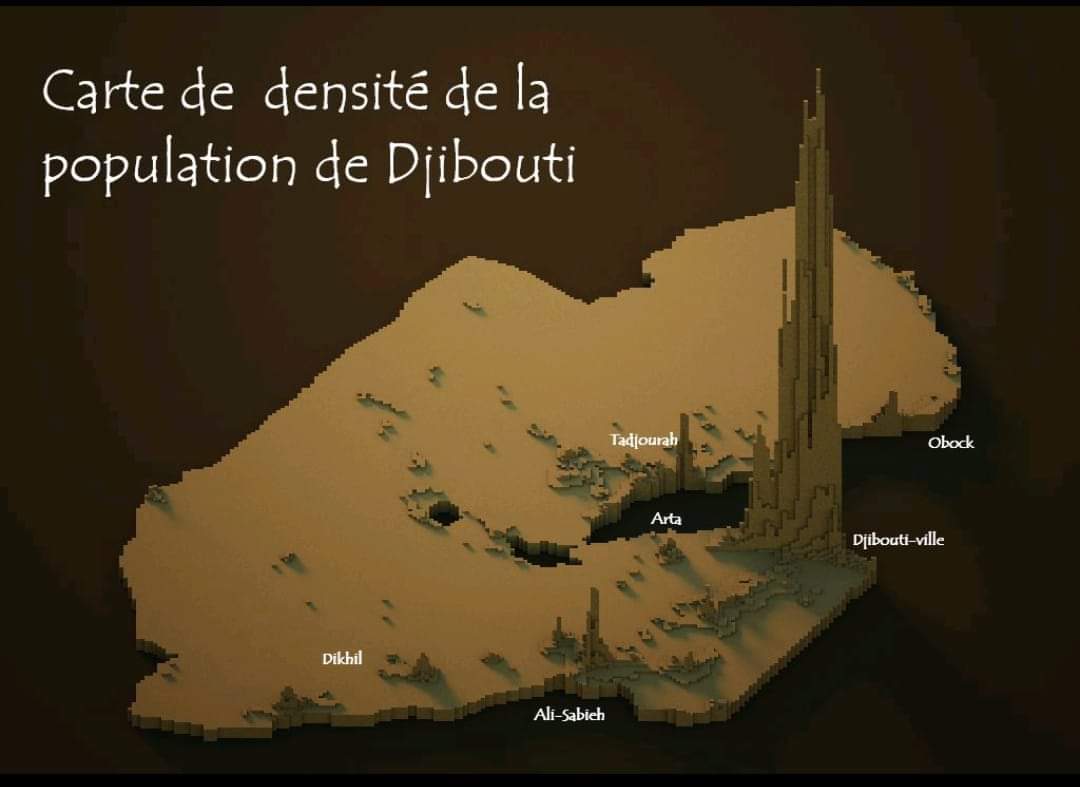 Carte de densité de la
population de Djibouti
Tadjourah
Obock
Arta
Djibouti-ville
Dikhil
Ali-Sabieh